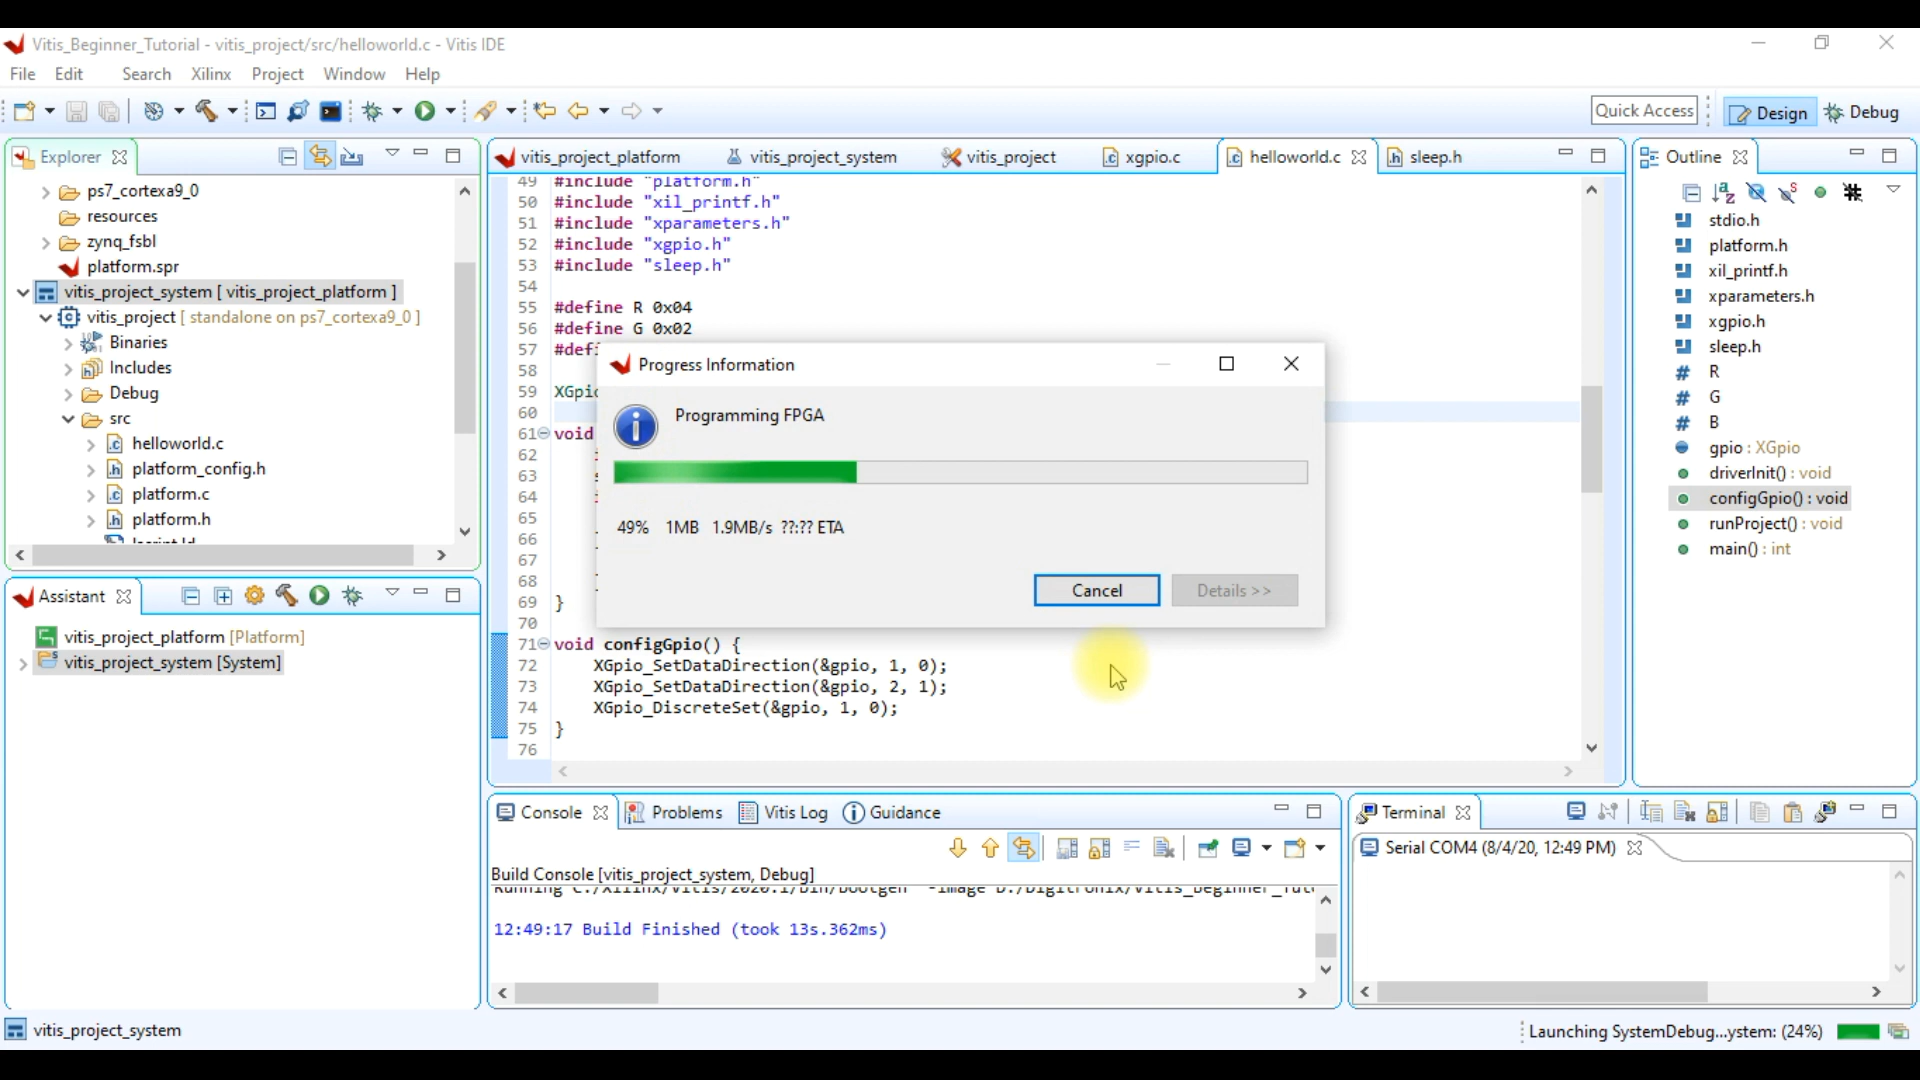 Vitis_Beginner_Tutorial - vitis_project/src/helloworld.c - Vitis IDE
File Edit Search Xilinx Project Window Help
Quick Access Design Debug
Explorer
ps7_cortexa9_0
resources
zynq_fsbl
platform.spr
vitis_project_system [ vitis_project_platform ]
vitis_project [ standalone on ps7_cortexa9_0 ]
Binaries
Includes
Debug
src
helloworld.c
platform_config.h
platform.c
platform.h
Assistant
vitis_project_platform [Platform]
vitis_project_system [System]
vitis_project_platform vitis_project_system vitis_project xgpio.c helloworld.c sleep.h
49 #include "platform.h"
50 #include "xil_printf.h"
51 #include "xparameters.h"
52 #include "xgpio.h"
53 #include "sleep.h"
54
55 #define R 0x04
56 #define G 0x02
57 #defi
58
59 XGpi
60
61 void
62
63
64
65
66
67
68
69 }
70
71 void configGpio() {
72 XGpio_SetDataDirection(&gpio, 1, 0);
73 XGpio_SetDataDirection(&gpio, 2, 1);
74 XGpio_DiscreteSet(&gpio, 1, 0);
75 }
76
Progress Information
Programming FPGA
49% 1MB 1.9MB/s ??:?? ETA
Cancel Details >>
Outline
stdio.h
platform.h
xil_printf.h
xparameters.h
xgpio.h
sleep.h
R
G
B
gpio : XGpio
driverInit() : void
configGpio() : void
runProject() : void
main() : int
Console Problems Vitis Log Guidance
Build Console [vitis_project_system, Debug]
12:49:17 Build Finished (took 13s.362ms)
Terminal
Serial COM4 (8/4/20, 12:49 PM)
vitis_project_system
Launching SystemDebug...ystem: (24%)